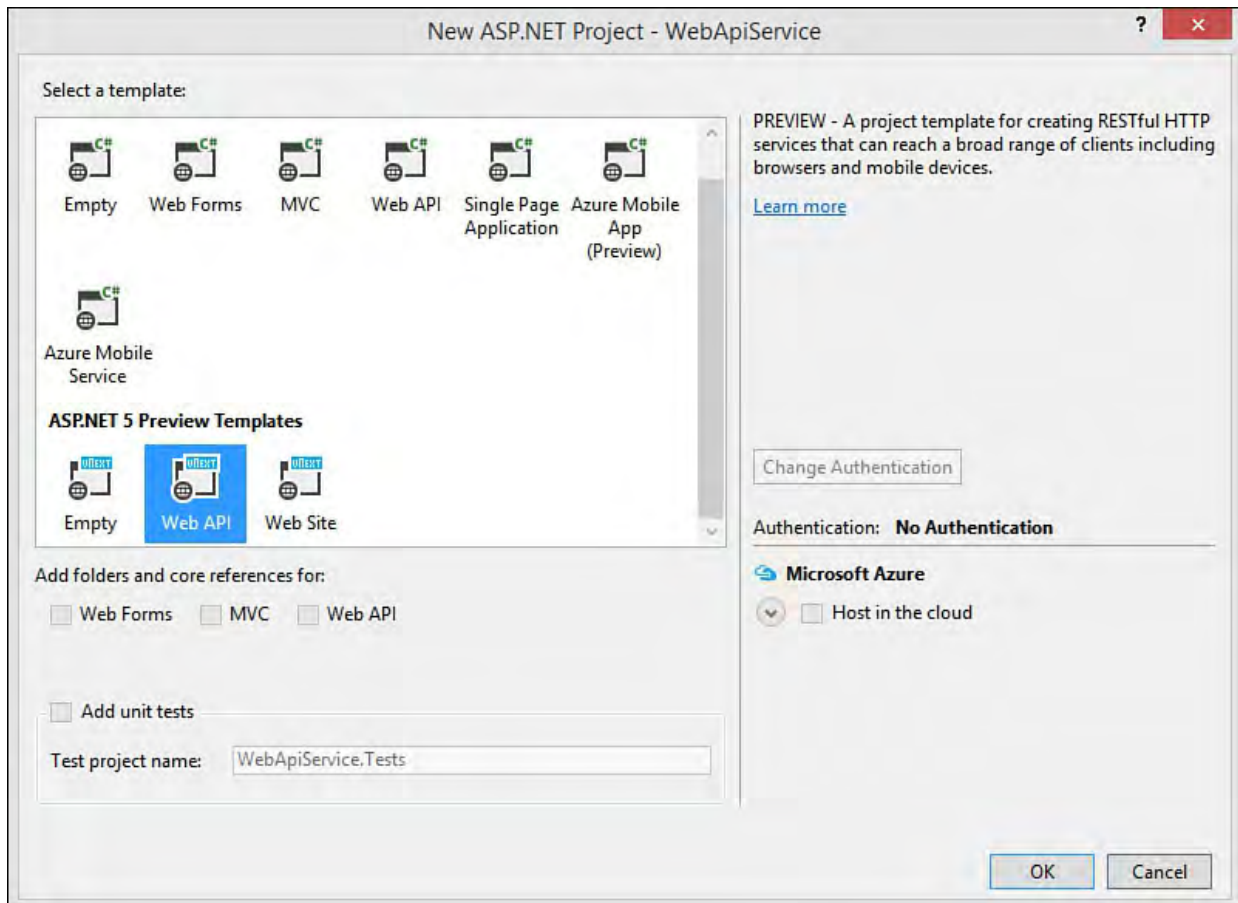 New ASP.NET Project - WebApiService
?
Select a template:
C# C# C# C# C# C#
Empty Web Forms MVC Web API Single Page Azure Mobile
Application App
(Preview)
C#
Azure Mobile
Service
ASP.NET 5 Preview Templates
vNEXT vNEXT vNEXT
Empty Web API Web Site
Add folders and core references for:
Web Forms MVC Web API
Add unit tests
Test project name: WebApiService.Tests
PREVIEW - A project template for creating RESTful HTTP
services that can reach a broad range of clients including
browsers and mobile devices.
Learn more
Change Authentication
Authentication: No Authentication
Microsoft Azure
Host in the cloud
OK Cancel